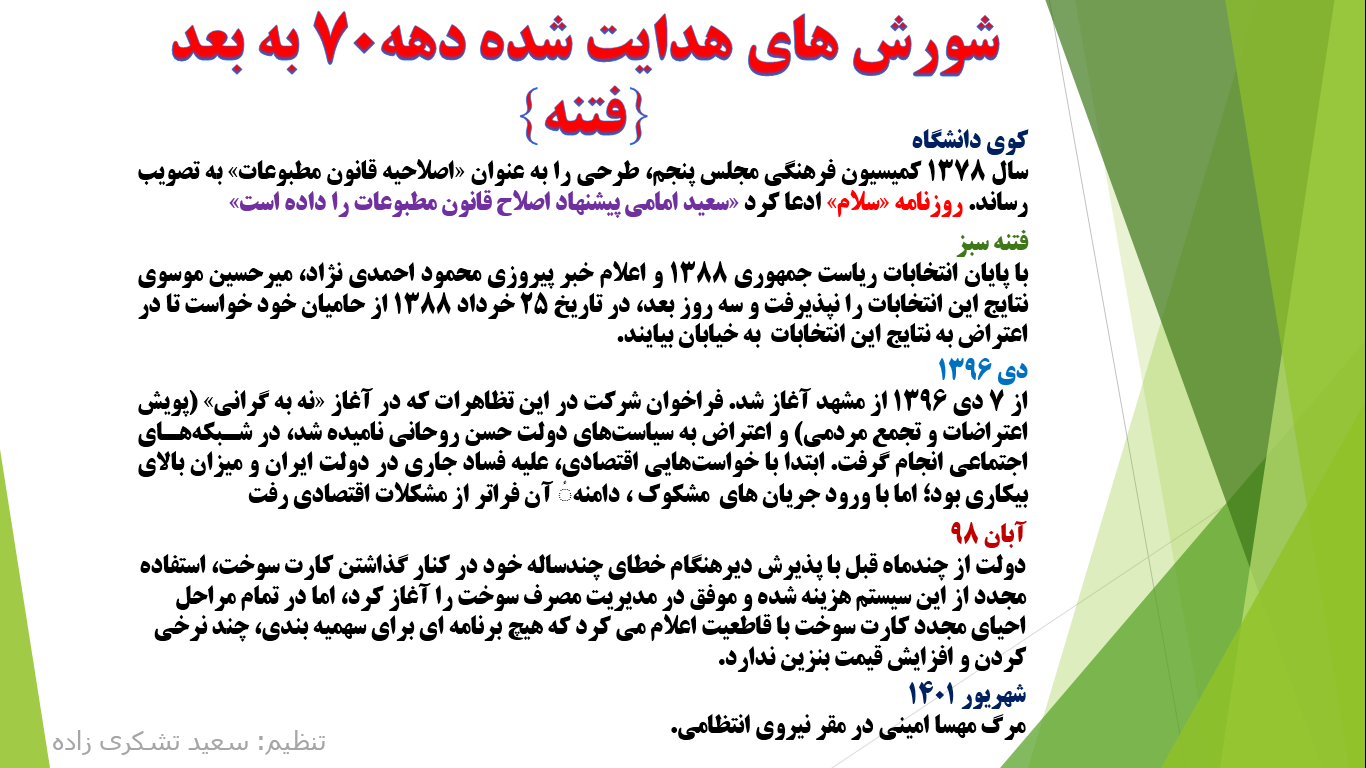 شورش های هدایت شده دهه۷۰ به بعد
{فتنه}
کوی دانشگاه
سال ۱۳۷۸ کمیسیون فرهنگی مجلس پنجم، طرحی را به عنوان «اصلاحیه قانون مطبوعات» به تصویب
رساند. روزنامه «سلام» ادعا کرد «سعید امامی پیشنهاد اصلاح قانون مطبوعات را داده است»
فتنه سبز
با پایان انتخابات ریاست جمهوری ۱۳۸۸ و اعلام خبر پیروزی محمود احمدی نژاد، میرحسین موسوی
نتایج این انتخابات را نپذیرفت و سه روز بعد، در تاریخ ۲۵ خرداد ۱۳۸۸ از حامیان خود خواست تا در
اعتراض به نتایج این انتخابات به خیابان بیایند.
دی ۱۳۹۶
از ۷ دی ۱۳۹۶ از مشهد آغاز شد. فراخوان شرکت در این تظاهرات که در آغاز «نه به گرانی» (پویش
اعتراضات و تجمع مردمی) و اعتراض به سیاست‌های دولت حسن روحانی نامیده شد، در شــبکه‌هــای
اجتماعی انجام گرفت. ابتدا با خواست‌هایی اقتصادی، علیه فساد جاری در دولت ایران و میزان بالای
بیکاری بود؛ اما با ورود جریان های مشکوک ، دامنهٔ آن فراتر از مشکلات اقتصادی رفت
آبان ۹۸
دولت از چندماه قبل با پذیرش دیرهنگام خطای چندساله خود در کنار گذاشتن کارت سوخت، استفاده
مجدد از این سیستم هزینه شده و موفق در مدیریت مصرف سوخت را آغاز کرد، اما در تمام مراحل
احیای مجدد کارت سوخت با قاطعیت اعلام می کرد که هیچ برنامه ای برای سهمیه بندی، چند نرخی
کردن و افزایش قیمت بنزین ندارد.
شهریور ۱۴۰۱
مرگ مهسا امینی در مقر نیروی انتظامی.
تنظیم: سعید تشکری زاده